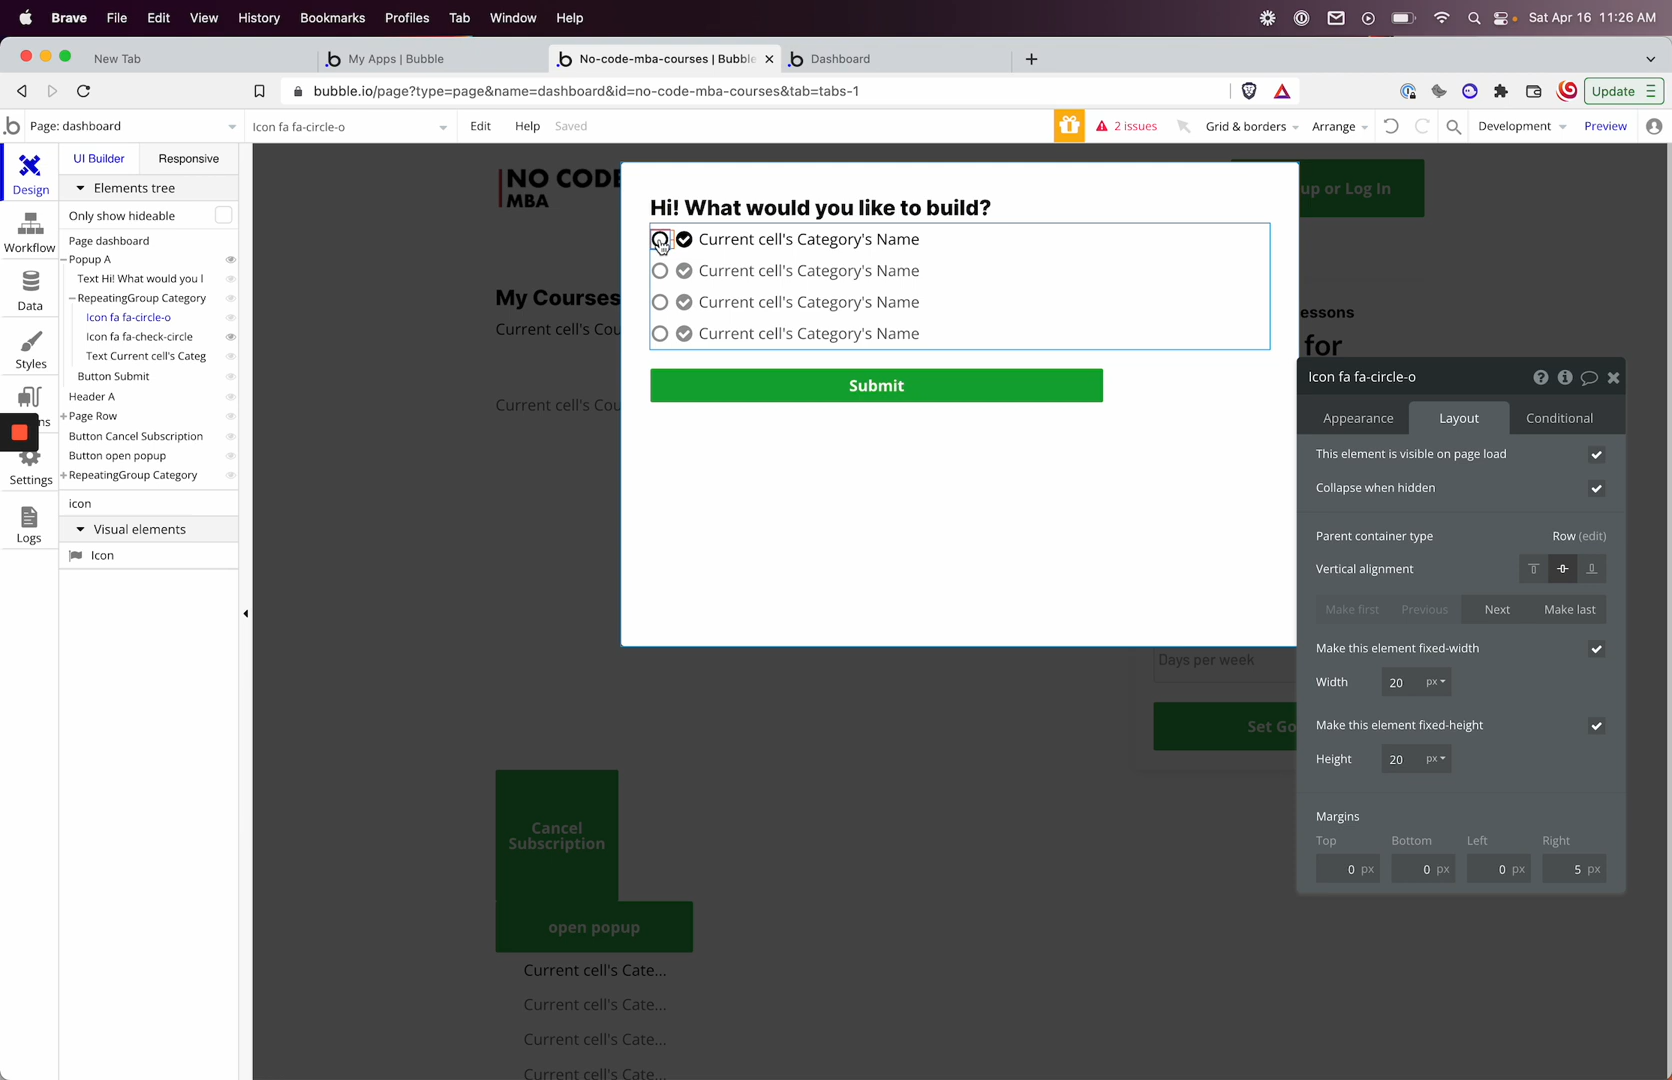 Brave File Edit View History Bookmarks Profiles Tab Window Help Sat Apr 16 11:26 AM
New Tab My Apps | Bubble No-code-mba-courses | Bubble Dashboard
bubble.io/page?type=page&name=dashboard&id=no-code-mba-courses&tab=tabs-1 Update
Page: dashboard Icon fa fa-circle-o Edit Help Saved 2 issues Grid & borders Arrange Development Preview
Design
Workflow
Data
Styles
ns
Settings
Logs
UI Builder Responsive
Elements tree
Only show hideable
Page dashboard
Popup A
Text Hi! What would you l
RepeatingGroup Category
Icon fa fa-circle-o
Icon fa fa-check-circle
Text Current cell's Categ
Button Submit
Header A
Page Row
Button Cancel Subscription
Button open popup
RepeatingGroup Category
icon
Visual elements
Icon
NO CODE
MBA
up or Log In
My Courses
Current cell's Cou
Current cell's Cou
Hi! What would you like to build?
Current cell's Category's Name
Current cell's Category's Name
Current cell's Category's Name
Current cell's Category's Name
Submit
essons
for
Days per week
Set Go
Cancel
Subscription
open popup
Current cell's Cate...
Current cell's Cate...
Current cell's Cate...
Current cell's Cate...
Icon fa fa-circle-o
Appearance Layout Conditional
This element is visible on page load
Collapse when hidden
Parent container type Row (edit)
Vertical alignment
Make first Previous Next Make last
Make this element fixed-width
Width 20 px
Make this element fixed-height
Height 20 px
Margins
Top Bottom Left Right
0 px 0 px 0 px 5 px